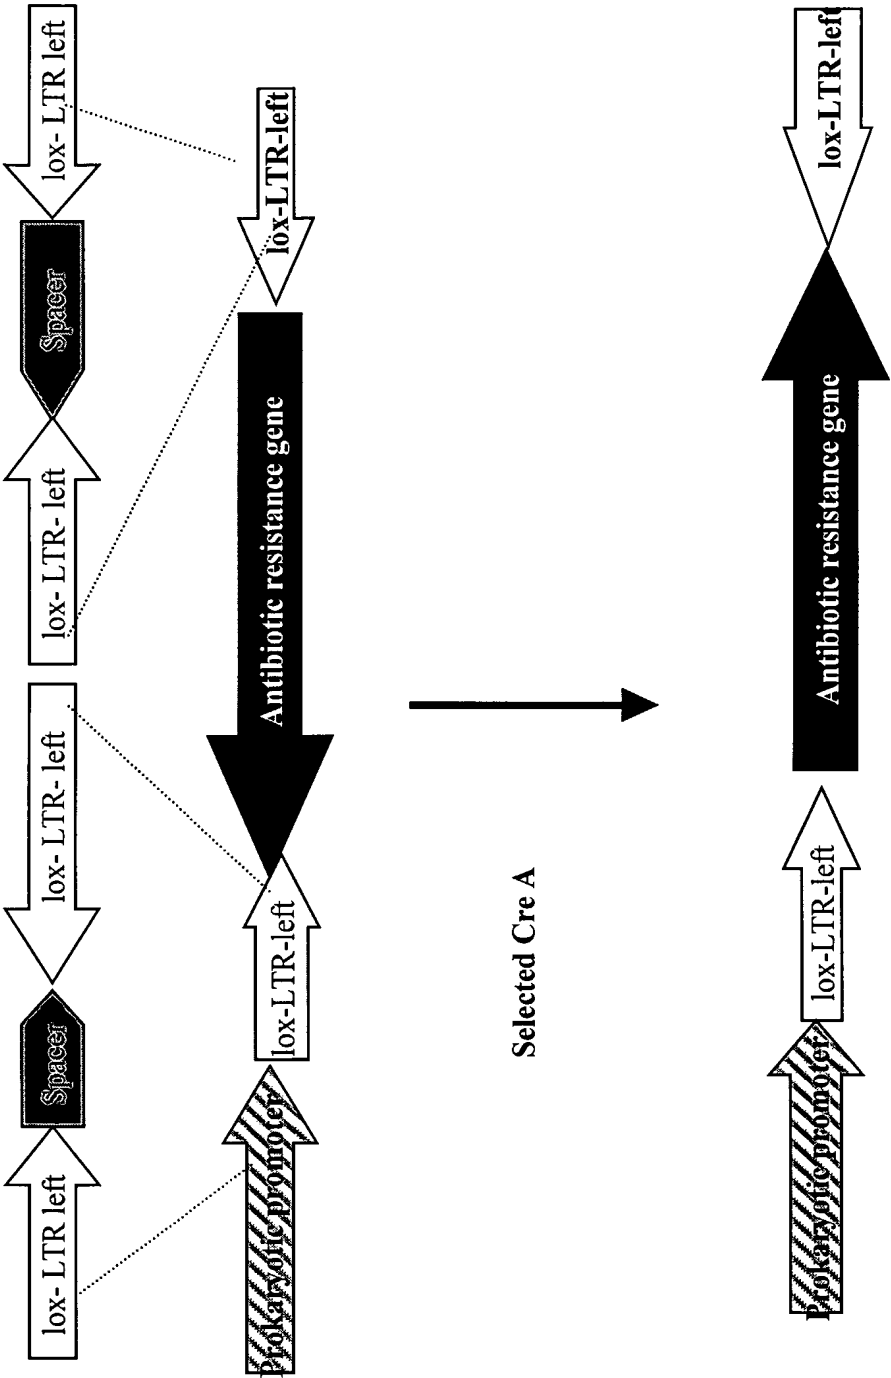 lox- LTR left
Spacer
lox- LTR- left
lox- LTR- left
Spacer
lox- LTR left
Prokaryotic promoter
lox-LTR-left
Antibiotic resistance gene
lox-LTR-left
Selected Cre A
Prokaryotic promoter
lox-LTR-left
Antibiotic resistance gene
lox-LTR-left